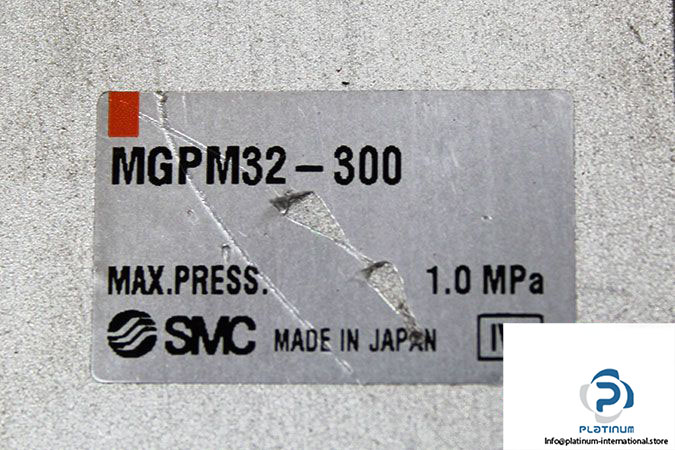 MGPM32-300
MAX.PRESS. 1.0 MPa
SMC MADE IN JAPAN
PLATINUM
Info@platinum-international.store